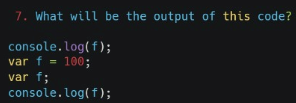 7. What will be the output of this code?
console.log(f);
var f = 100;
var f;
console.log(f);